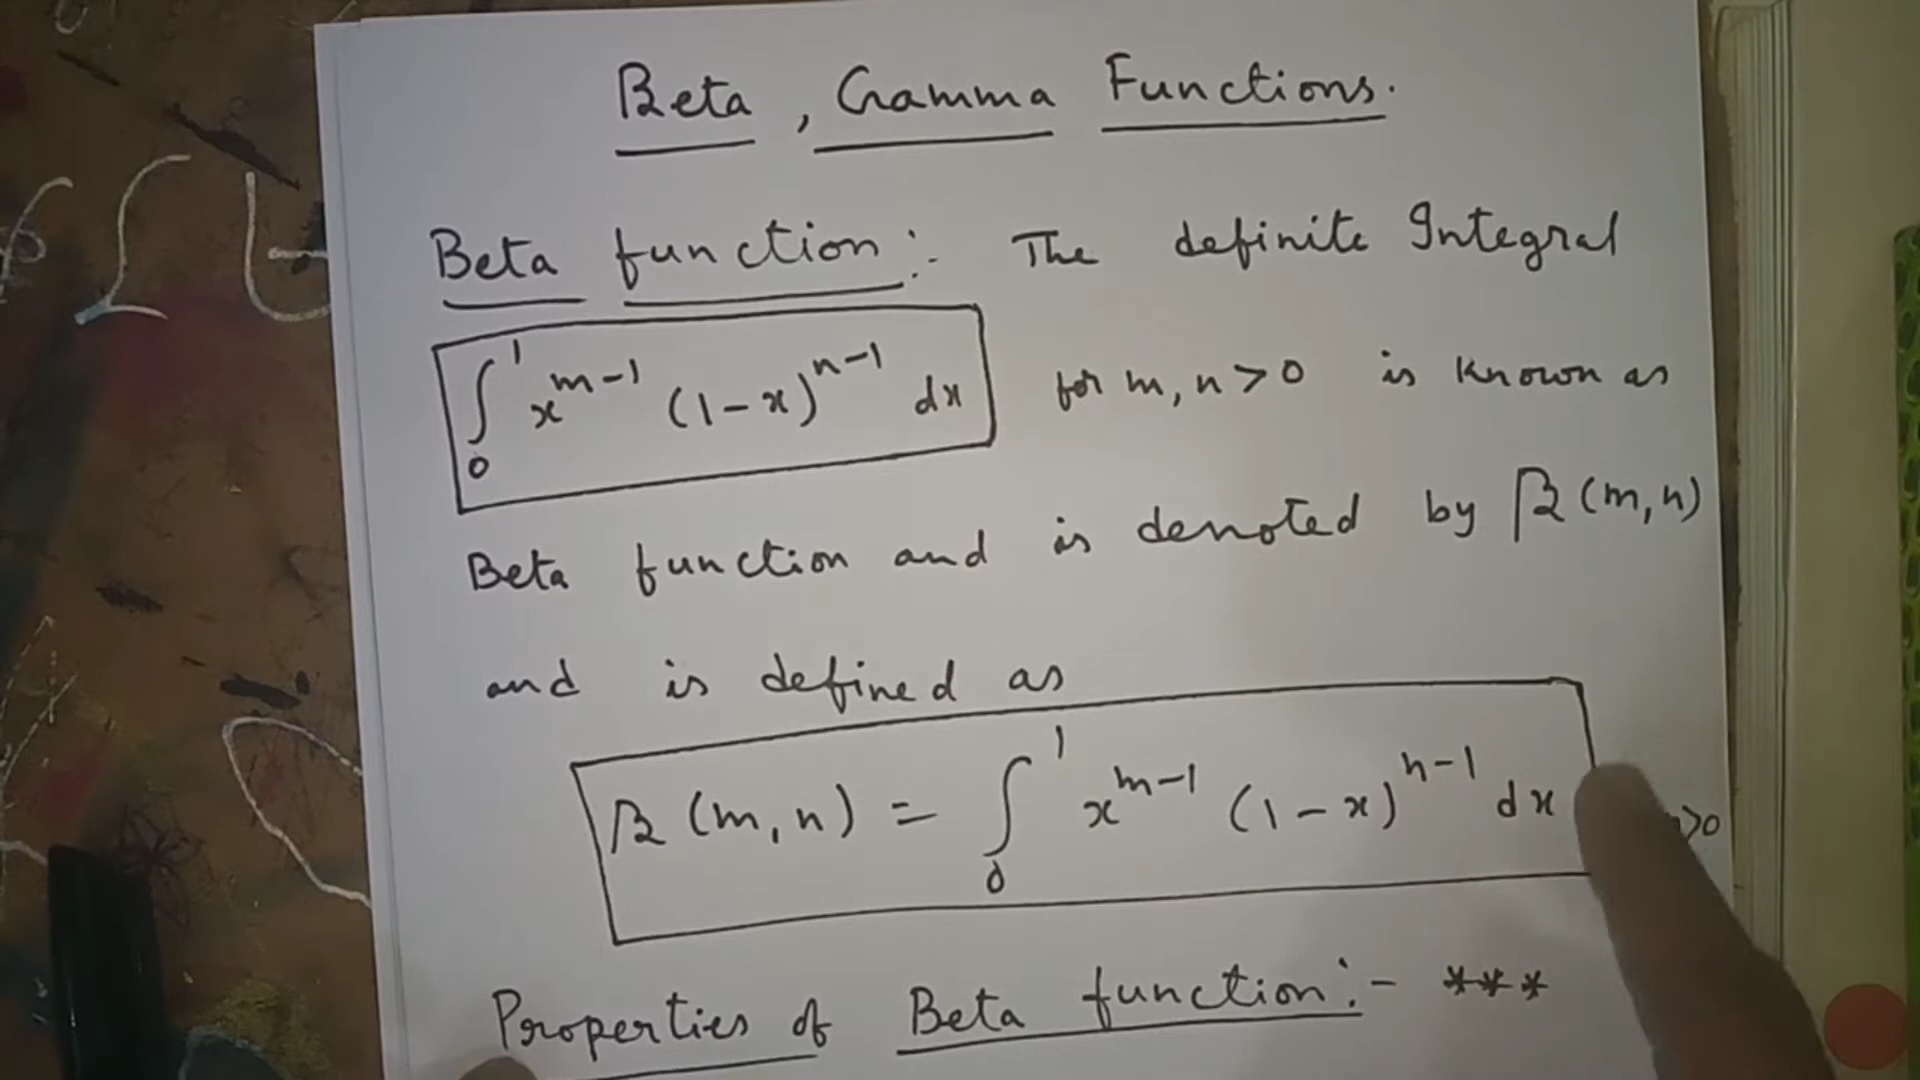 Beta, Gamma Functions.
Beta function:- The definite Integral
∫₀¹ x^{m-1} (1-x)^{n-1} dx for m, n>0 is known as
Beta function and is denoted by β(m,n)
and is defined as
β(m,n) = ∫₀¹ x^{m-1} (1-x)^{n-1} dx >0
Properties of Beta function:- ***